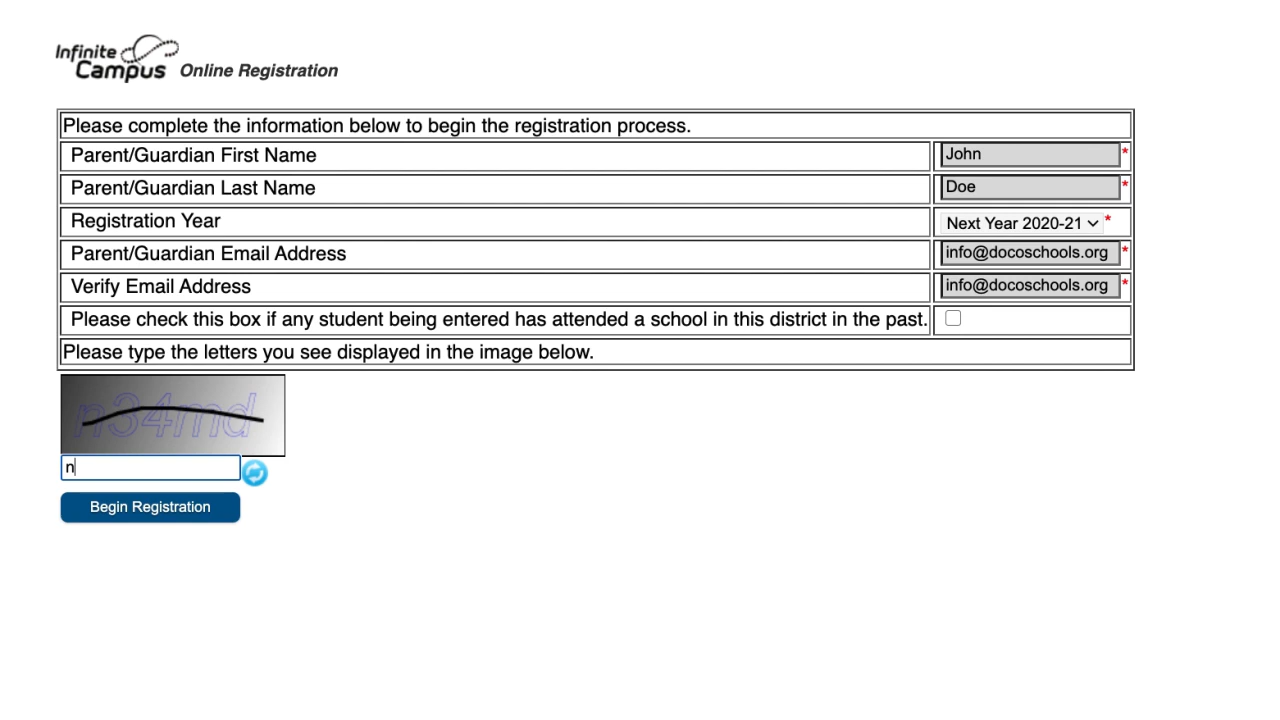 Infinite
Campus Online Registration
Please complete the information below to begin the registration process.
Parent/Guardian First Name John *
Parent/Guardian Last Name Doe *
Registration Year Next Year 2020-21 *
Parent/Guardian Email Address info@docoschools.org *
Verify Email Address info@docoschools.org *
Please check this box if any student being entered has attended a school in this district in the past.
Please type the letters you see displayed in the image below.
n34md
n
Begin Registration